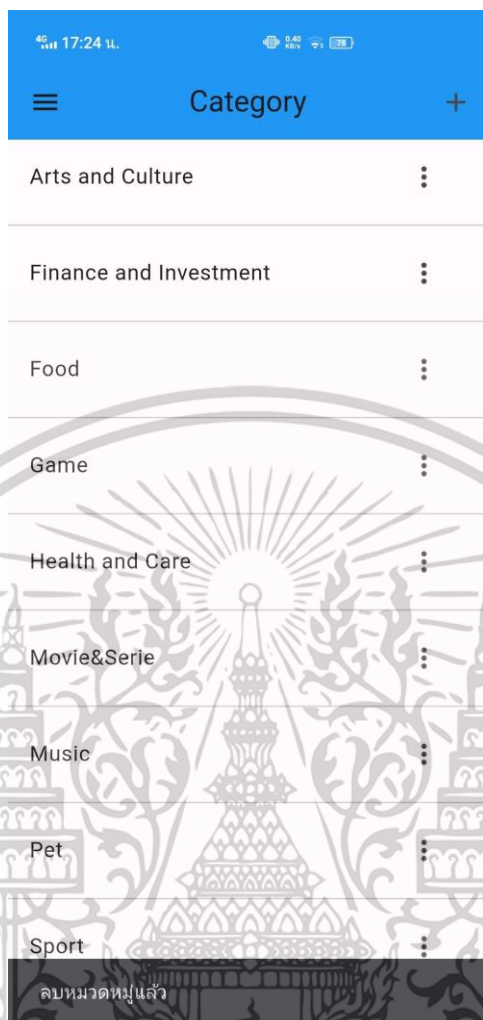 4G 17:24 น. 0.40 KB/s 78
Category
Arts and Culture
Finance and Investment
Food
Game
Health and Care
Movie&Serie
Music
Pet
Sport
ลบหมวดหมู่แล้ว